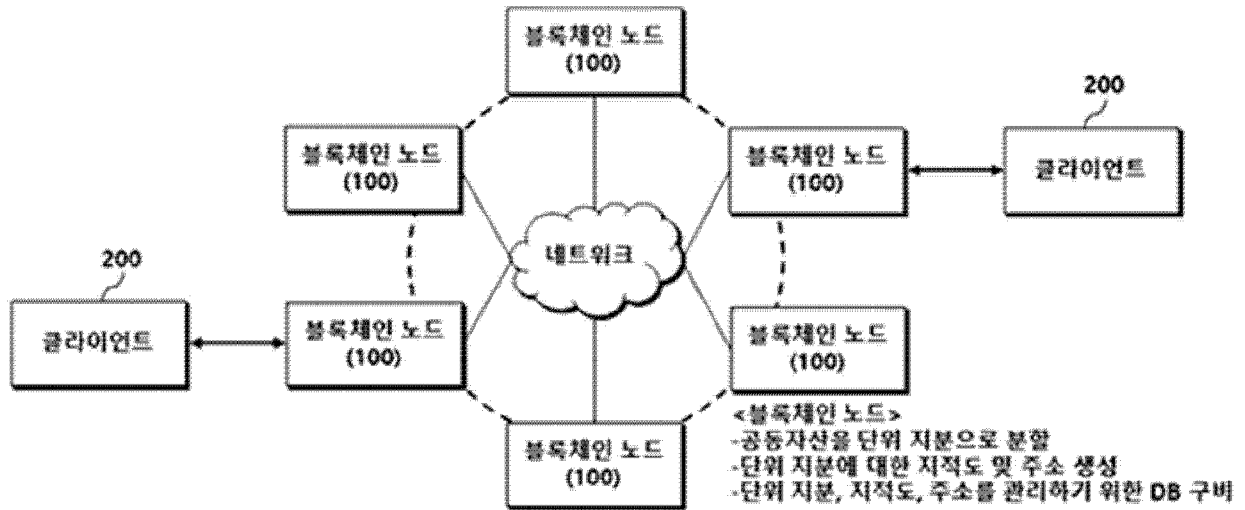 블록체인 노드
(100)
200
블록체인 노드
(100)
블록체인 노드
(100)
클라이언트
네트워크
200
클라이언트
블록체인 노드
(100)
블록체인 노드
(100)
블록체인 노드
(100)
<블록체인 노드>
-공동자산을 단위 지분으로 분할
-단위 지분에 대한 지적도 및 주소 생성
-단위 지분, 지적도, 주소를 관리하기 위한 DB 구비